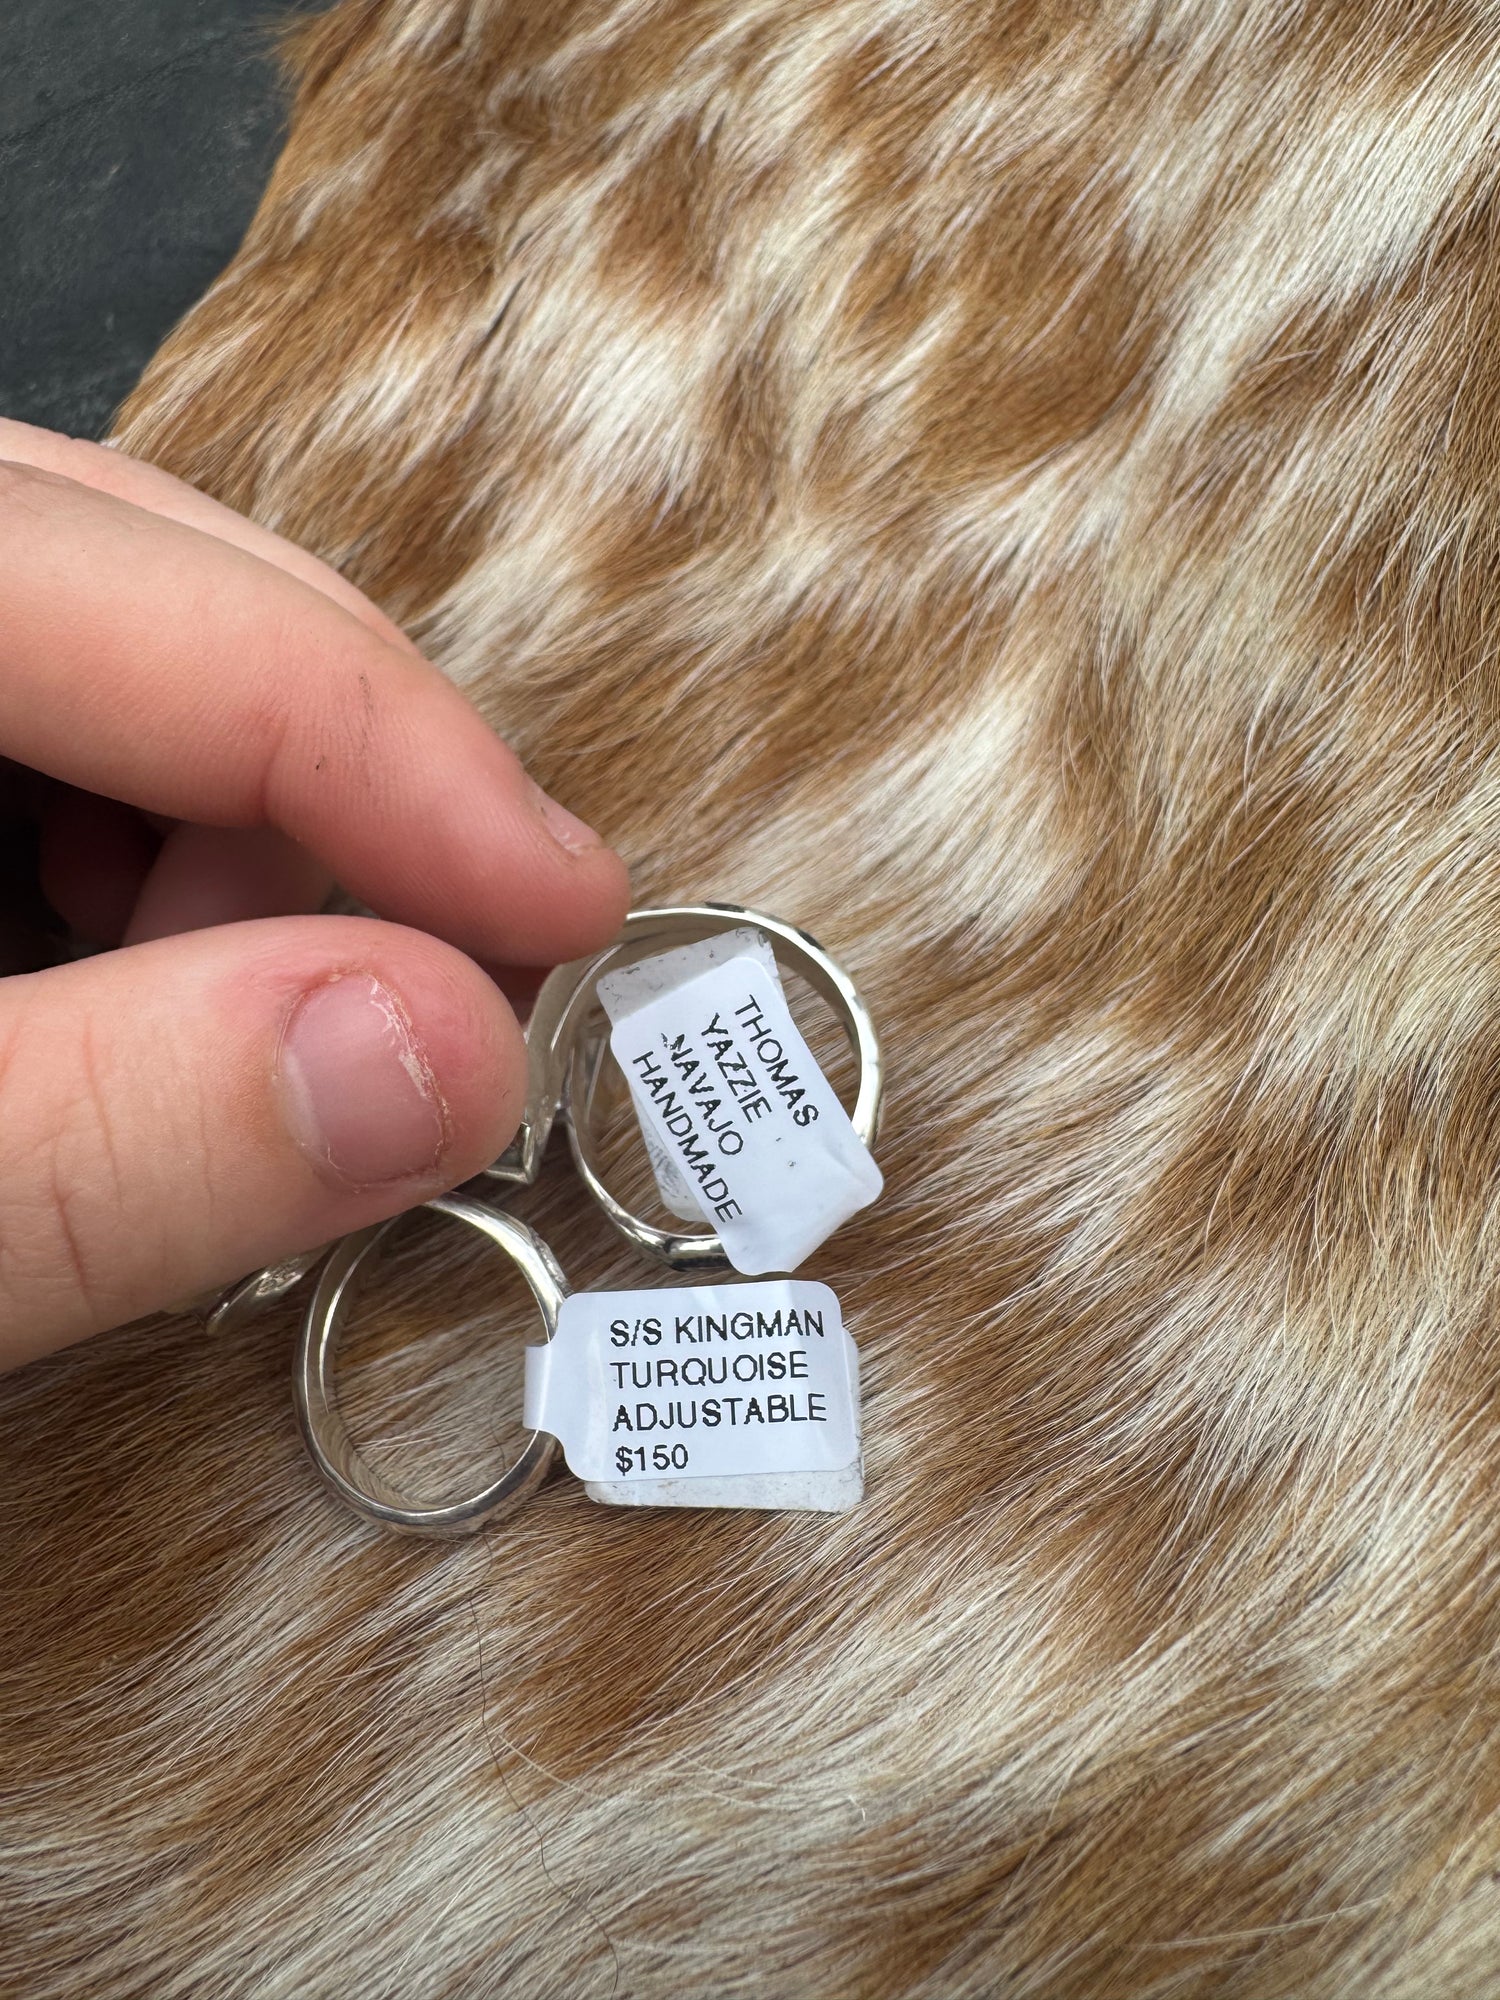 THOMAS
YAZZIE
NAVAJO
HANDMADE
S/S KINGMAN
TURQUOISE
ADJUSTABLE
$150